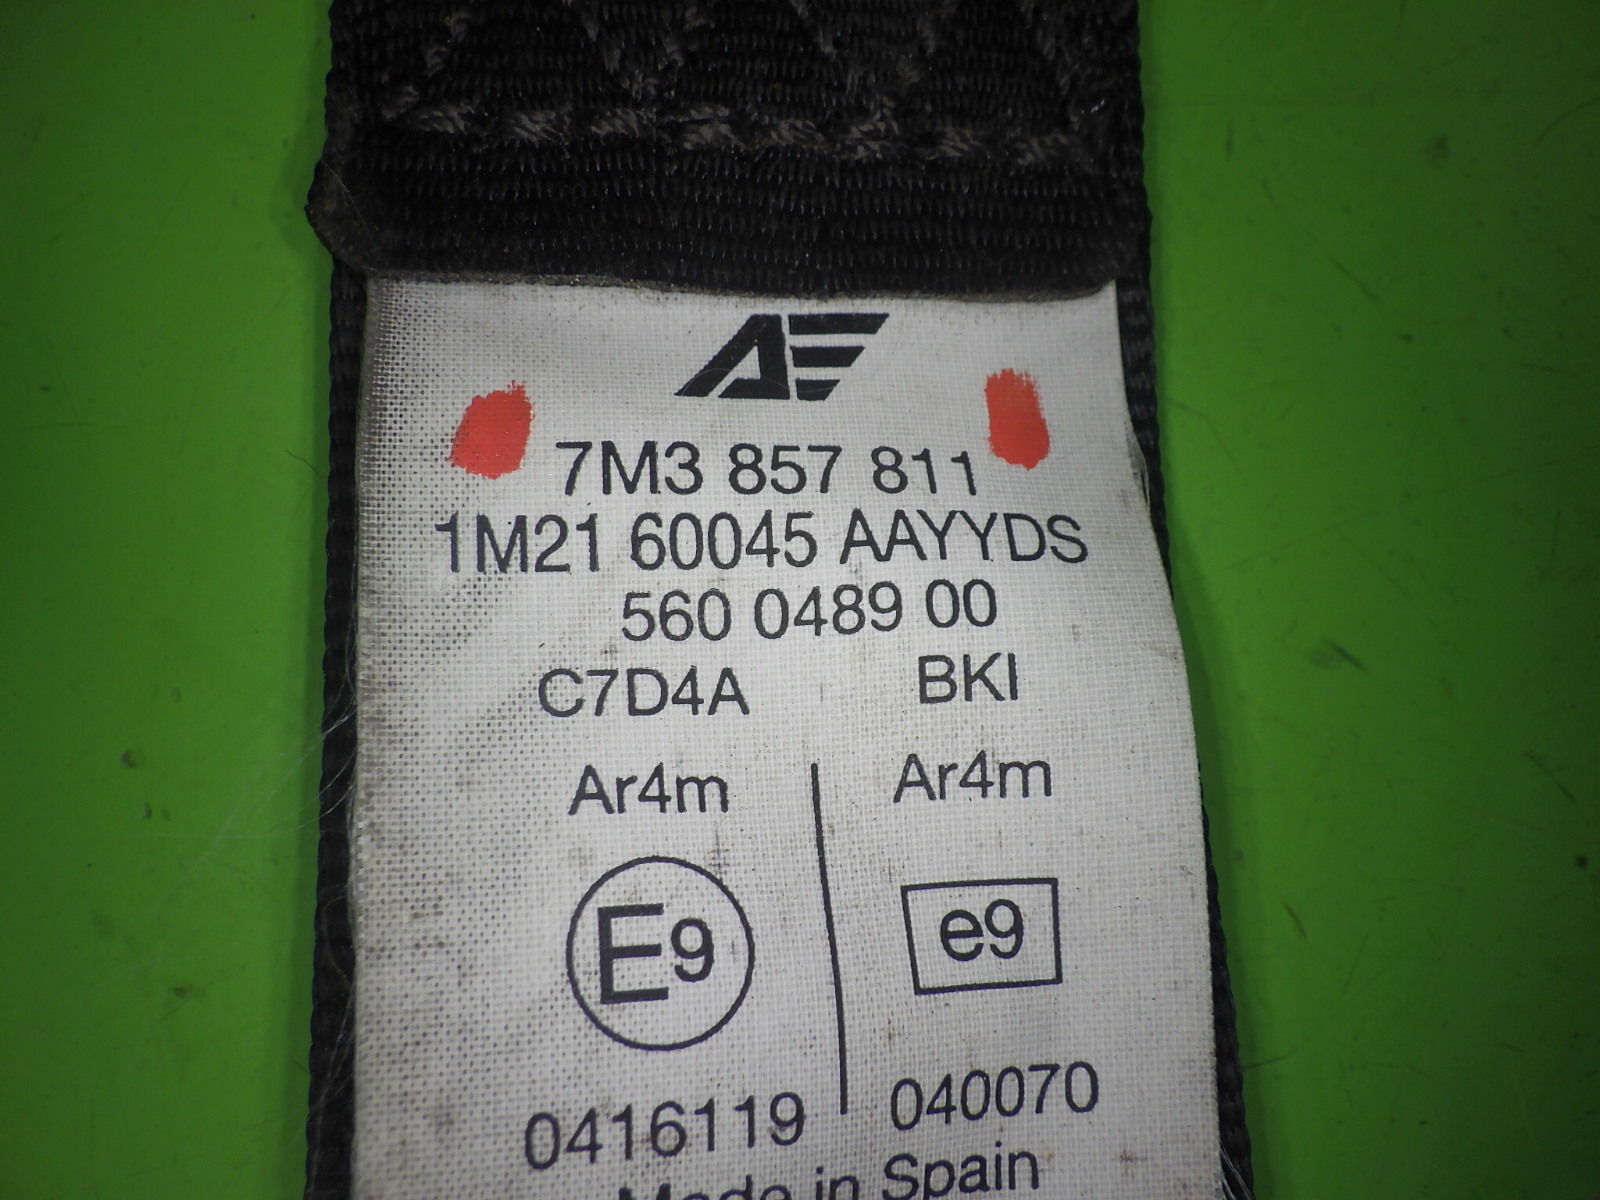 AE
7M3 857 811
1M21 60045 AAYYDS
560 0489 00
C7D4A BKI
Ar4m Ar4m
E9 e9
0416119 040070
Made in Spain